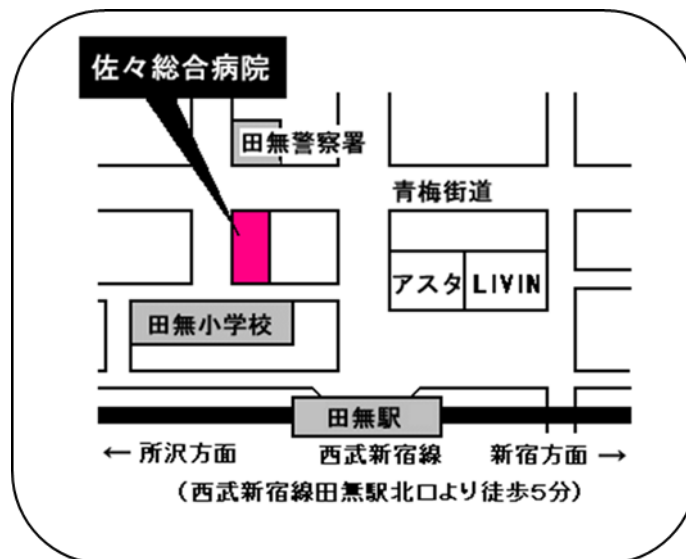 佐々総合病院
田無警察署
青梅街道
アスタ LIVIN
田無小学校
田無駅
← 所沢方面 西武新宿線 新宿方面 →
（西武新宿線田無駅北口より徒歩5分）